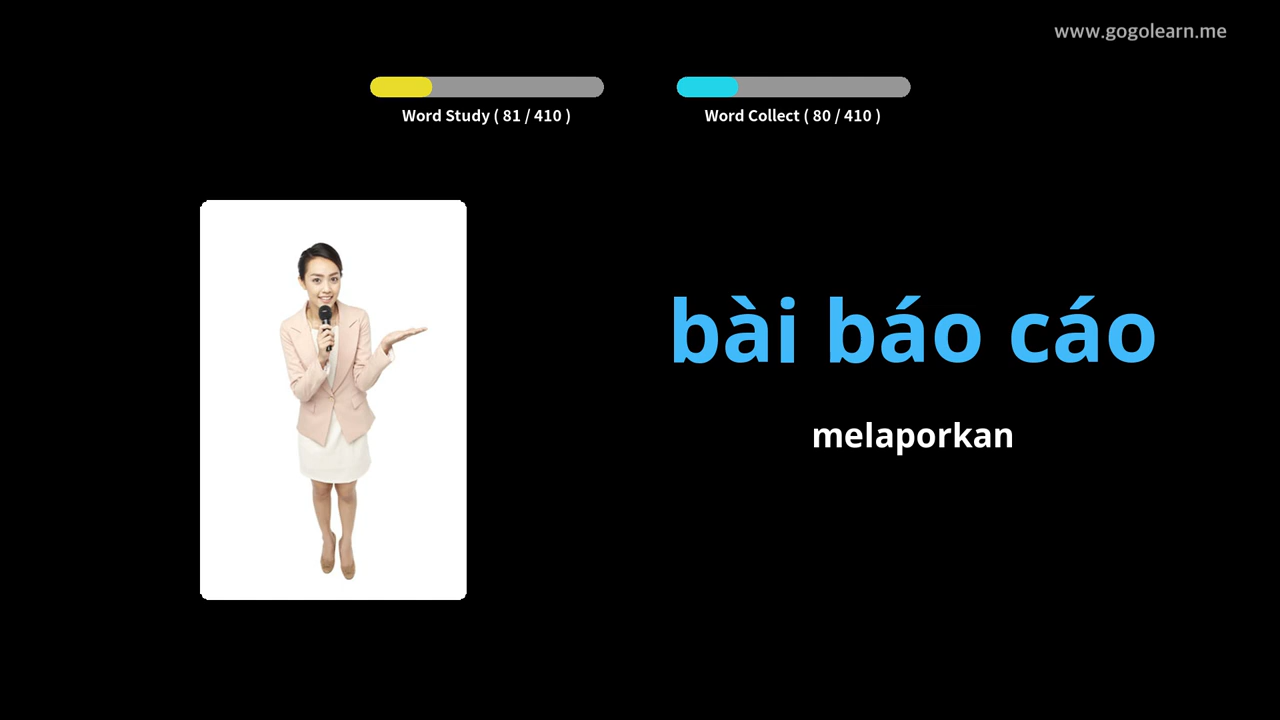 www.gogolearn.me
Word Study ( 81 / 410 )
Word Collect ( 80 / 410 )
bài báo cáo
melaporkan